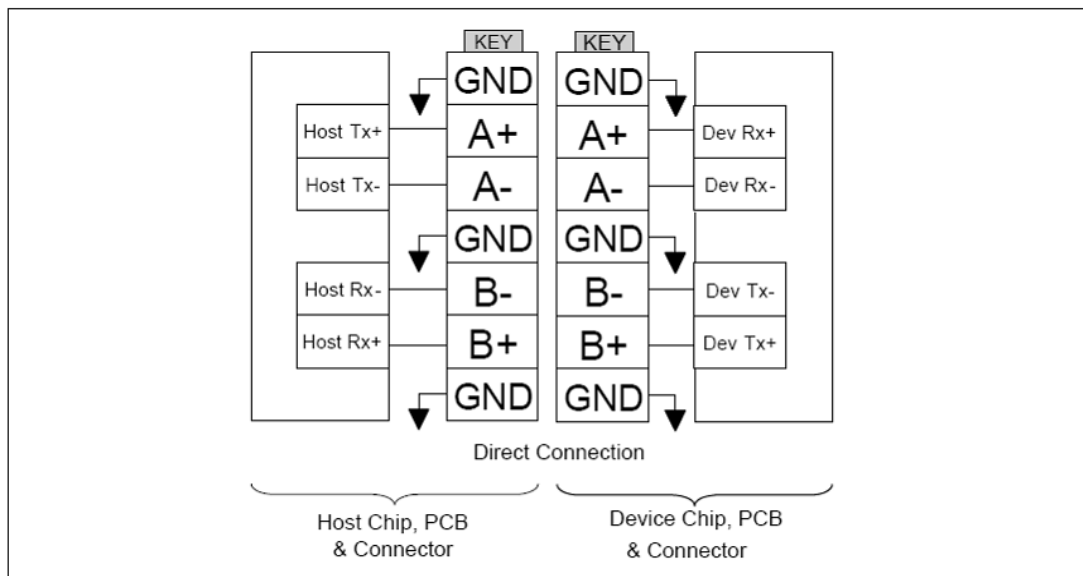 KEY KEY
GND GND
Host Tx+ A+ A+ Dev Rx+
Host Tx- A- A- Dev Rx-
GND GND
Host Rx- B- B- Dev Tx-
Host Rx+ B+ B+ Dev Tx+
GND GND
Direct Connection
Host Chip, PCB
& Connector
Device Chip, PCB
& Connector